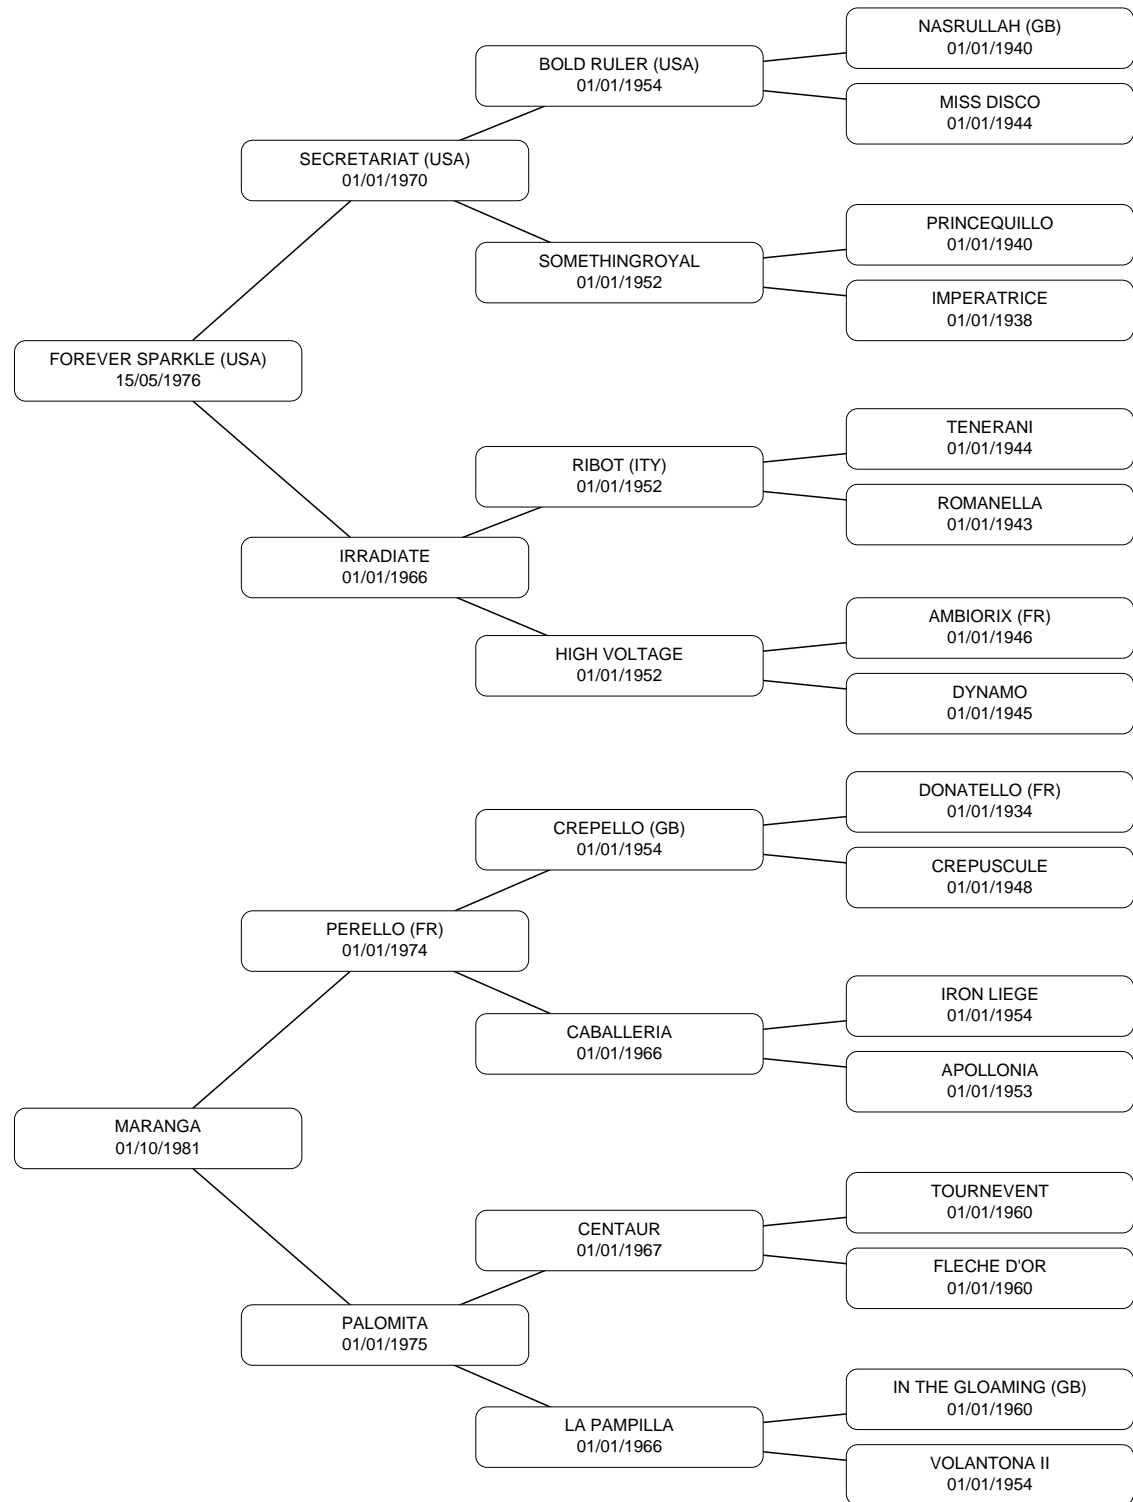 NASRULLAH (GB)
01/01/1940
BOLD RULER (USA)
01/01/1954
MISS DISCO
01/01/1944
SECRETARIAT (USA)
01/01/1970
PRINCEQUILLO
01/01/1940
SOMETHINGROYAL
01/01/1952
IMPERATRICE
01/01/1938
FOREVER SPARKLE (USA)
15/05/1976
TENERANI
01/01/1944
RIBOT (ITY)
01/01/1952
ROMANELLA
01/01/1943
IRRADIATE
01/01/1966
AMBIORIX (FR)
01/01/1946
HIGH VOLTAGE
01/01/1952
DYNAMO
01/01/1945
DONATELLO (FR)
01/01/1934
CREPELLO (GB)
01/01/1954
CREPUSCULE
01/01/1948
PERELLO (FR)
01/01/1974
IRON LIEGE
01/01/1954
CABALLERIA
01/01/1966
APOLLONIA
01/01/1953
MARANGA
01/10/1981
TOURNEVENT
01/01/1960
CENTAUR
01/01/1967
FLECHE D'OR
01/01/1960
PALOMITA
01/01/1975
IN THE GLOAMING (GB)
01/01/1960
LA PAMPILLA
01/01/1966
VOLANTONA II
01/01/1954